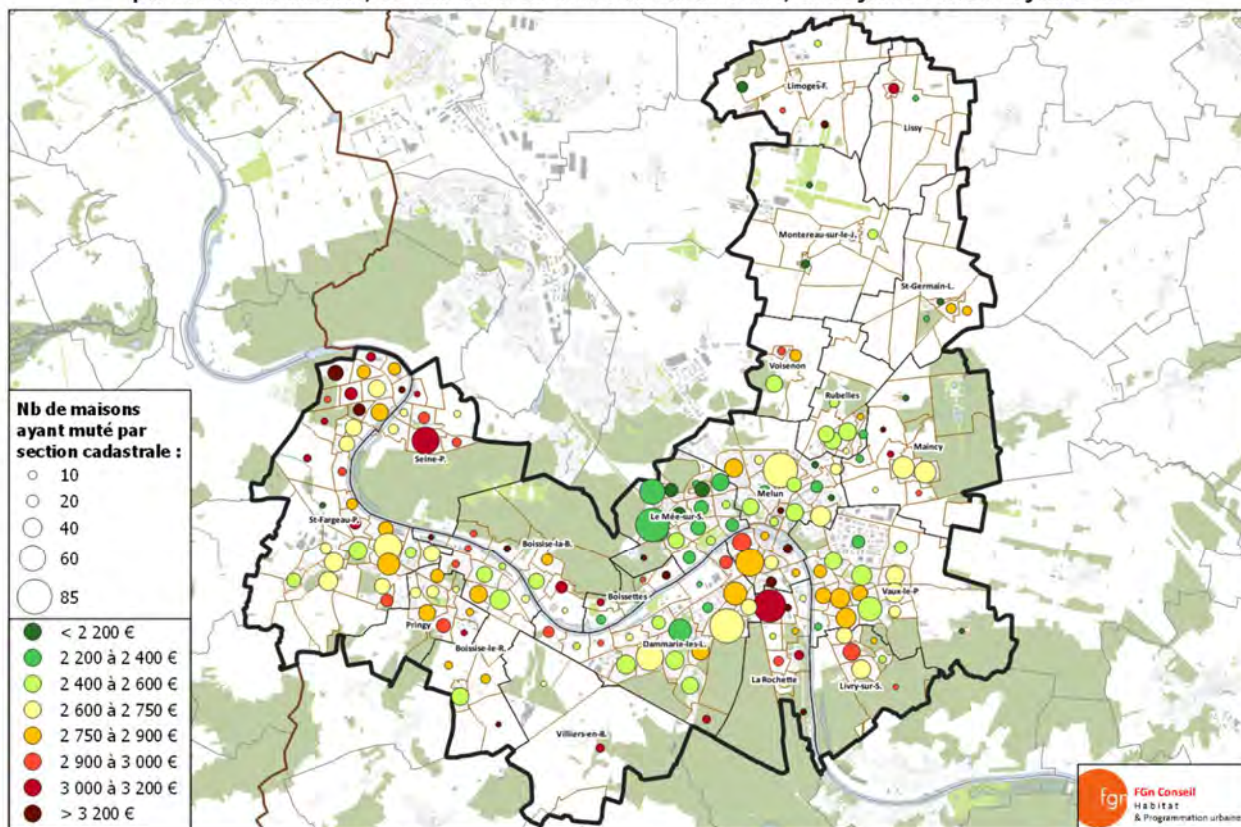 Limoges-F.
Lissy
Montereau-sur-le-J.
St-Germain-L.
Voisenon
Rubelles
Maincy
Seine-P.
Melun
Le Mée-sur-S.
St-Fargeau-P.
Boissise-la-B.
Boissettes
Vaux-le-P
Pringy
Boissise-le-R.
Dammarie-les-L.
La Rochette
Livry-sur-S.
Villiers-en-B.
Nb de maisons
ayant muté par
section cadastrale :
10
20
40
60
85
< 2 200 €
2 200 à 2 400 €
2 400 à 2 600 €
2 600 à 2 750 €
2 750 à 2 900 €
2 900 à 3 000 €
3 000 à 3 200 €
> 3 200 €
fgn
FGn Conseil
Habitat
& Programmation urbaine